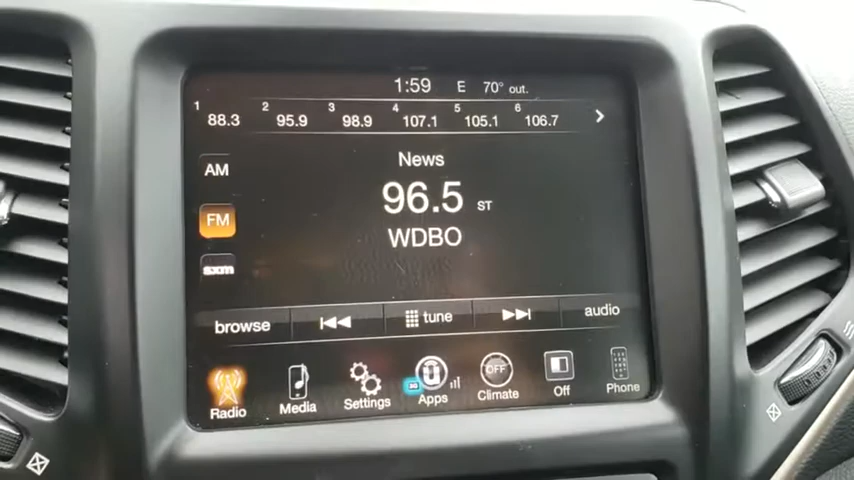 1:59 E 70° out.
1 88.3 2 95.9 3 98.9 4 107.1 5 105.1 6 106.7
News
AM
96.5 ST
FM
WDBO
sxm
browse tune audio
OFF
3G
Radio Media Settings Apps Climate Off Phone